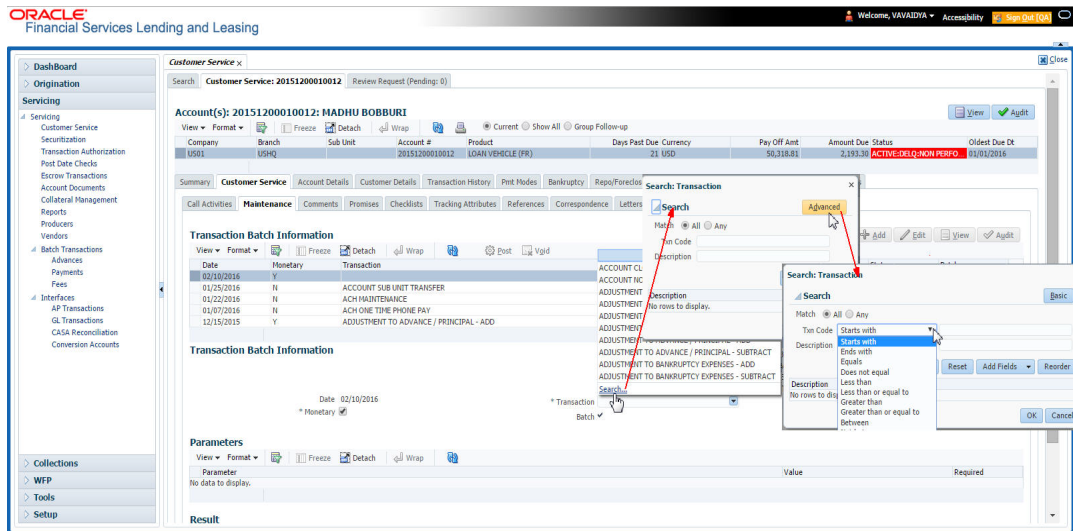 ORACLE®
Financial Services Lending and Leasing
Welcome, VAVAIDYA
Accessibility
Sign Out [QA]
Close
DashBoard
Origination
Servicing
Servicing
Customer Service
Securitization
Transaction Authorization
Post Date Checks
Escrow Transactions
Account Documents
Collateral Management
Reports
Producers
Vendors
Batch Transactions
Advances
Payments
Fees
Interfaces
AP Transactions
GL Transactions
CASA Reconciliation
Conversion Accounts
Collections
WFP
Tools
Setup
Customer Service x
Search Customer Service: 20151200010012 Review Request (Pending: 0)
Account(s): 20151200010012: MADHU BOBBURI
View Audit
View Format Freeze Detach Wrap Current Show All Group Follow-up
Company Branch Sub Unit Account # Product Days Past Due Currency Pay Off Amt Amount Due Status Oldest Due Dt
US01 USHQ 20151200010012 LOAN VEHICLE (FR) 21 USD 50,318.81 2,193.30 ACTIVE:DELQ:NON PERFO... 01/01/2016
Summary Customer Service Account Details Customer Details Transaction History Pmt Modes Bankruptcy Repo/Foreclos
Call Activities Maintenance Comments Promises Checklists Tracking Attributes References Correspondence Letters
Transaction Batch Information
Add Edit View Audit
View Format Freeze Detach Wrap Post Void
Date Monetary Transaction
02/10/2016 Y
01/25/2016 N ACCOUNT SUB UNIT TRANSFER
01/22/2016 N ACH MAINTENANCE
01/07/2016 N ACH ONE TIME PHONE PAY
12/15/2015 Y ADJUSTMENT TO ADVANCE / PRINCIPAL - ADD
ACCOUNT CL
ACCOUNT NC
ADJUSTMENT
ADJUSTMENT
ADJUSTMENT
ADJUSTMENT
ADJUSTMENT TO ADVANCE / PRINCIPAL - ADD
ADJUSTMENT TO ADVANCE / PRINCIPAL - SUBTRACT
ADJUSTMENT TO BANKRUPTCY EXPENSES - ADD
ADJUSTMENT TO BANKRUPTCY EXPENSES - SUBTRACT
Search...
Search: Transaction
Search
Advanced
Match All Any
Txn Code
Description
Description
No rows to display.
Search: Transaction
Search
Basic
Match All Any
Txn Code Starts with
Description
Starts with
Ends with
Equals
Does not equal
Less than
Less than or equal to
Greater than
Greater than or equal to
Between
Reset Add Fields Reorder
Description
No rows to disp
OK Cancel
Transaction Batch Information
Date 02/10/2016
* Monetary
* Transaction
Batch
Parameters
View Format Freeze Detach Wrap
Parameter Value Required
No data to display.
Result